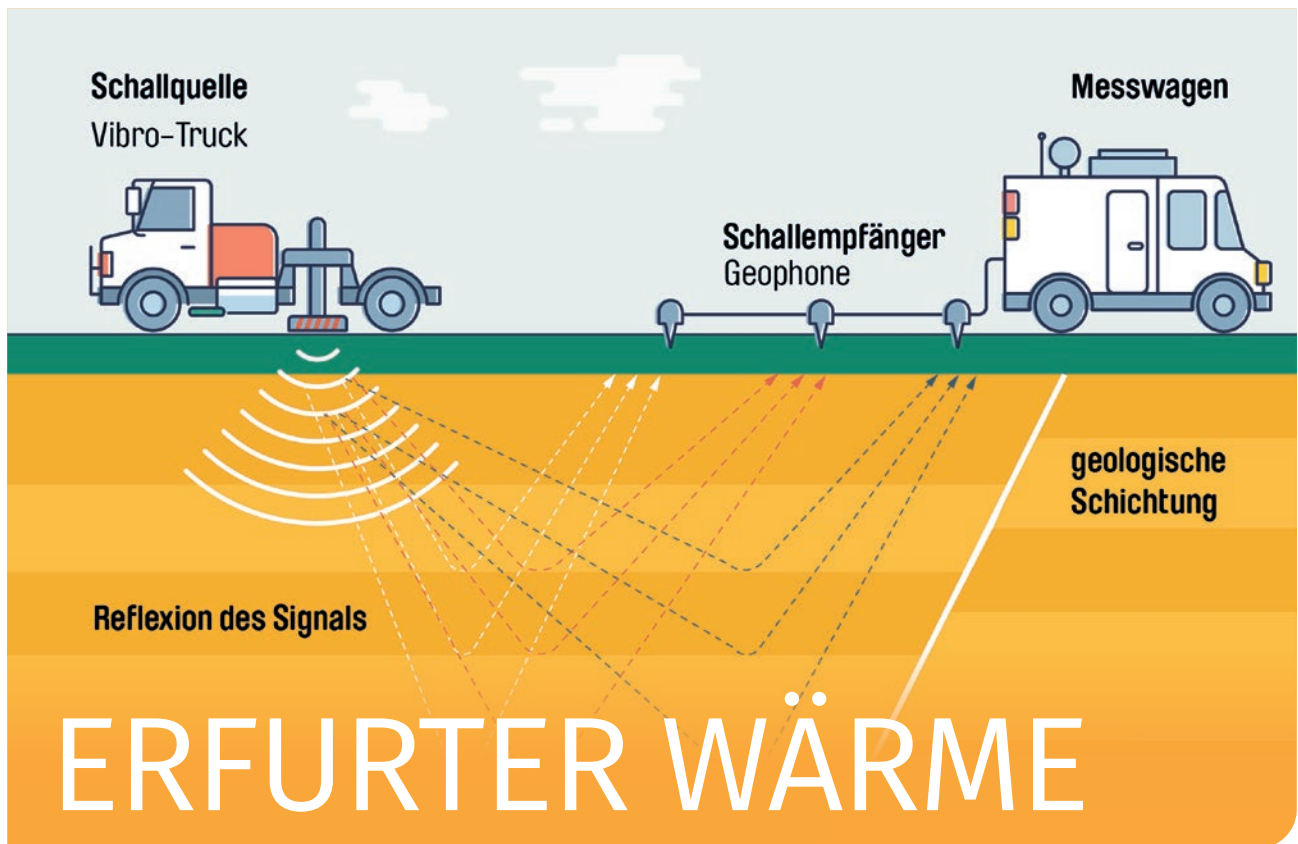 Schallquelle
Vibro-Truck
Messwagen
Schallempfänger
Geophone
geologische
Schichtung
Reflexion des Signals
ERFURTER WÄRME